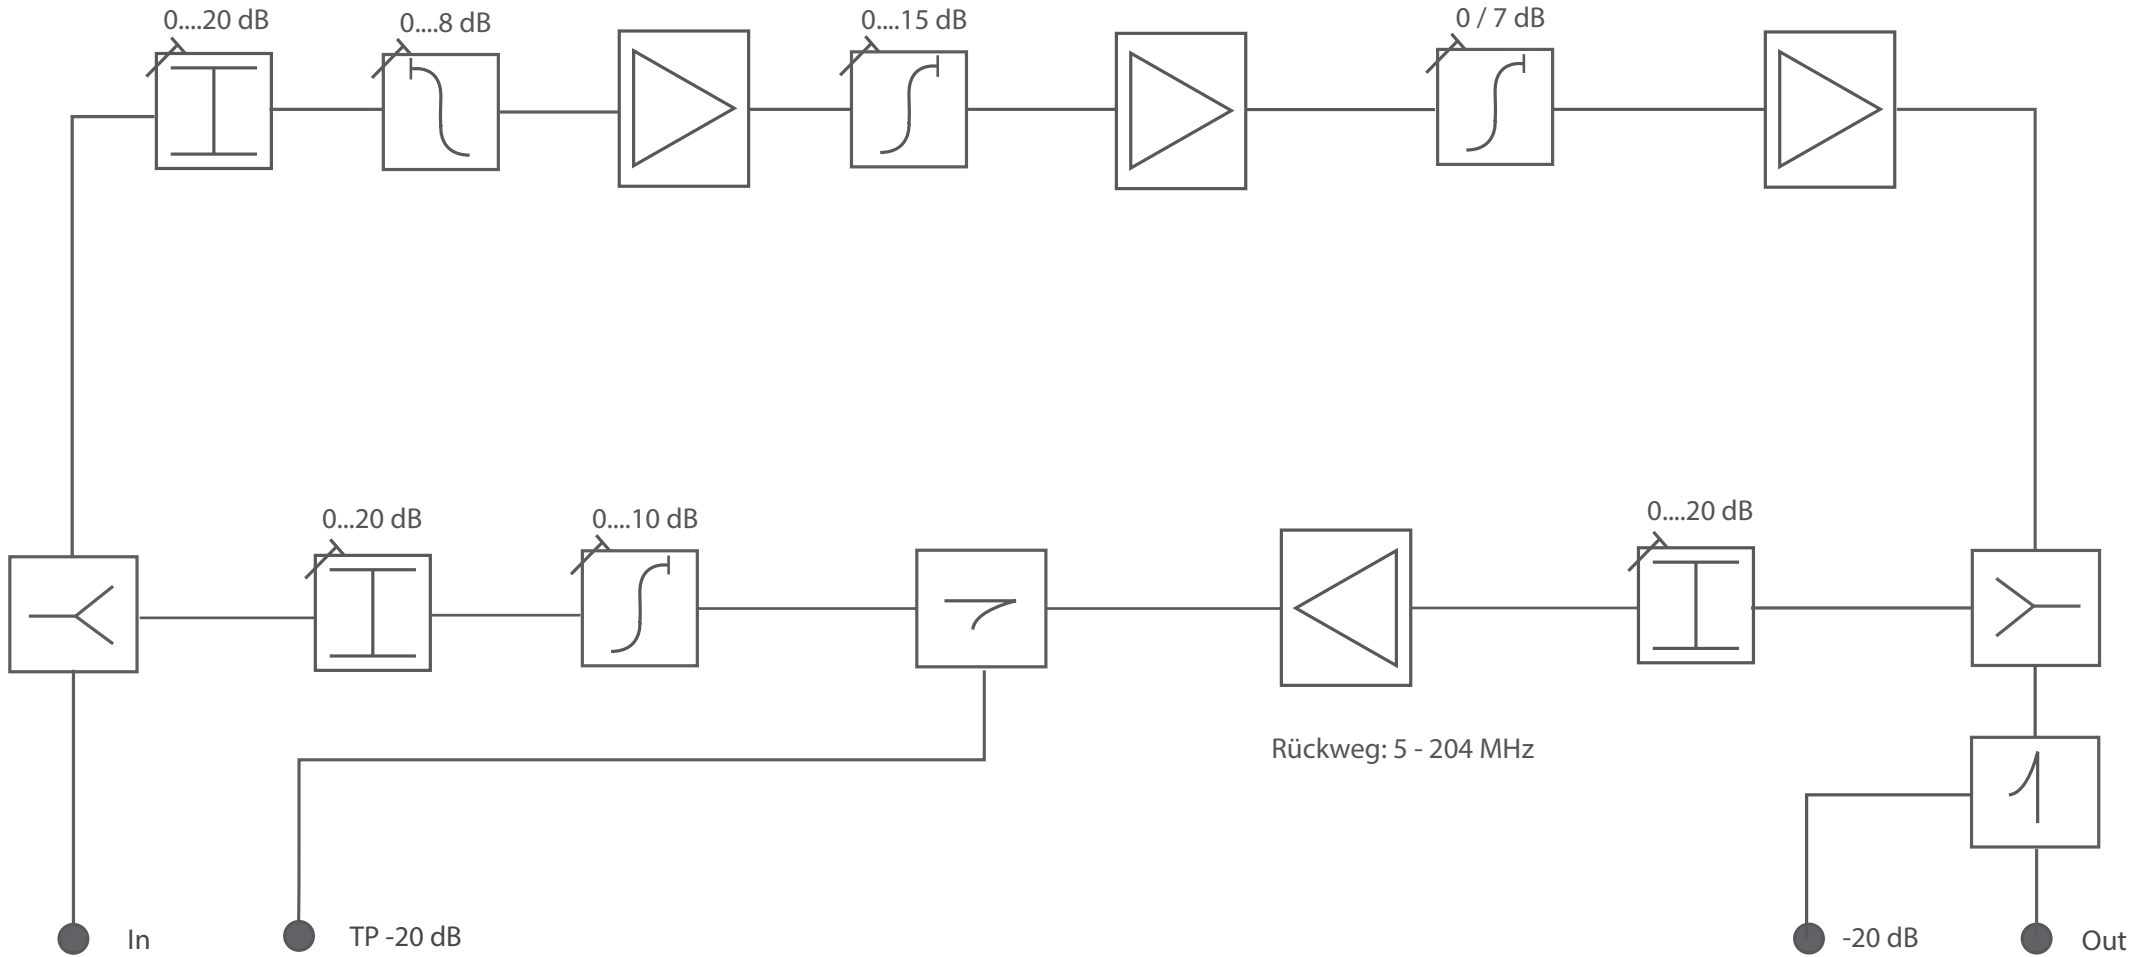 0....20 dB
0....8 dB
0....15 dB
0 / 7 dB
0...20 dB
0....10 dB
0....20 dB
Rückweg: 5 - 204 MHz
In
TP -20 dB
-20 dB
Out